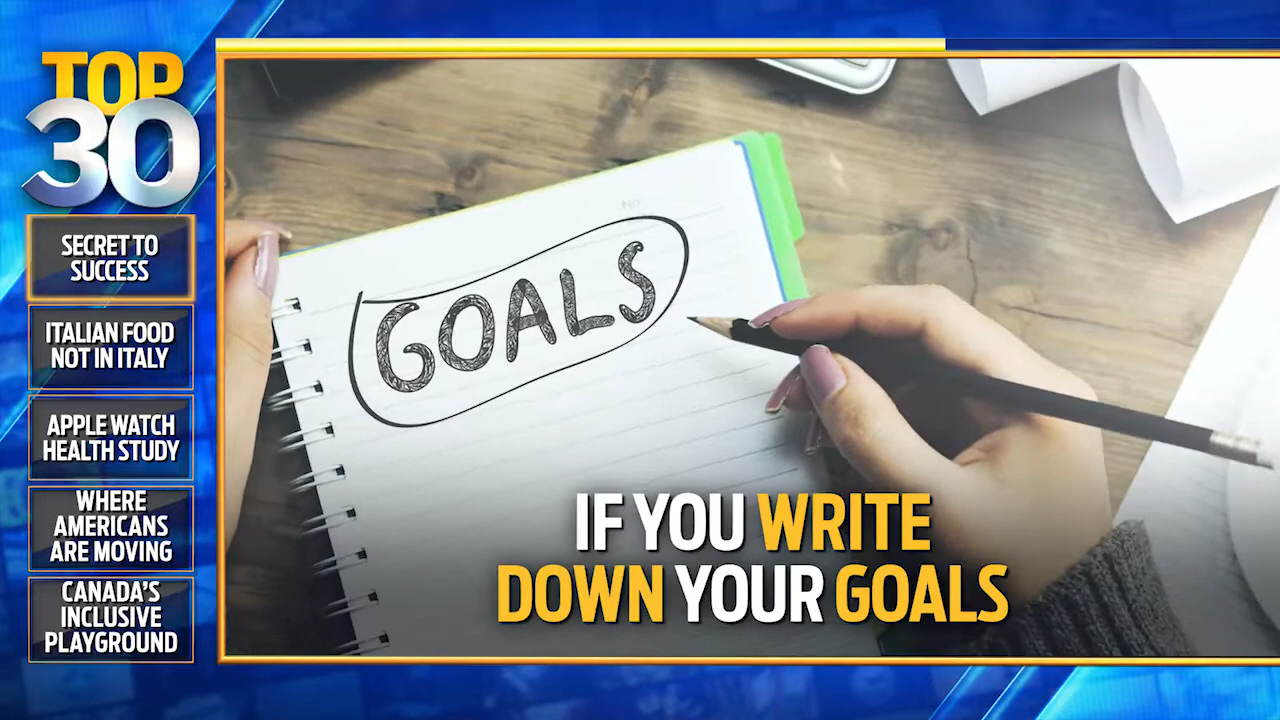 TOP
30
SECRET TO
SUCCESS
ITALIAN FOOD
NOT IN ITALY
APPLE WATCH
HEALTH STUDY
WHERE
AMERICANS
ARE MOVING
CANADA'S
INCLUSIVE
PLAYGROUND
NO
GOALS
IF YOU WRITE
DOWN YOUR GOALS